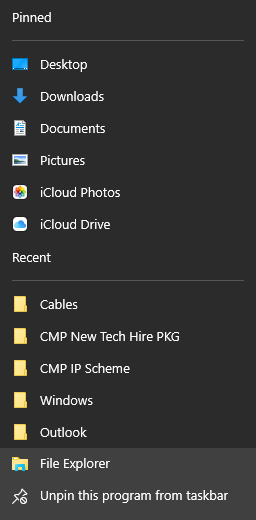 Pinned
Desktop
Downloads
Documents
Pictures
iCloud Photos
iCloud Drive
Recent
Cables
CMP New Tech Hire PKG
CMP IP Scheme
Windows
Outlook
File Explorer
Unpin this program from taskbar